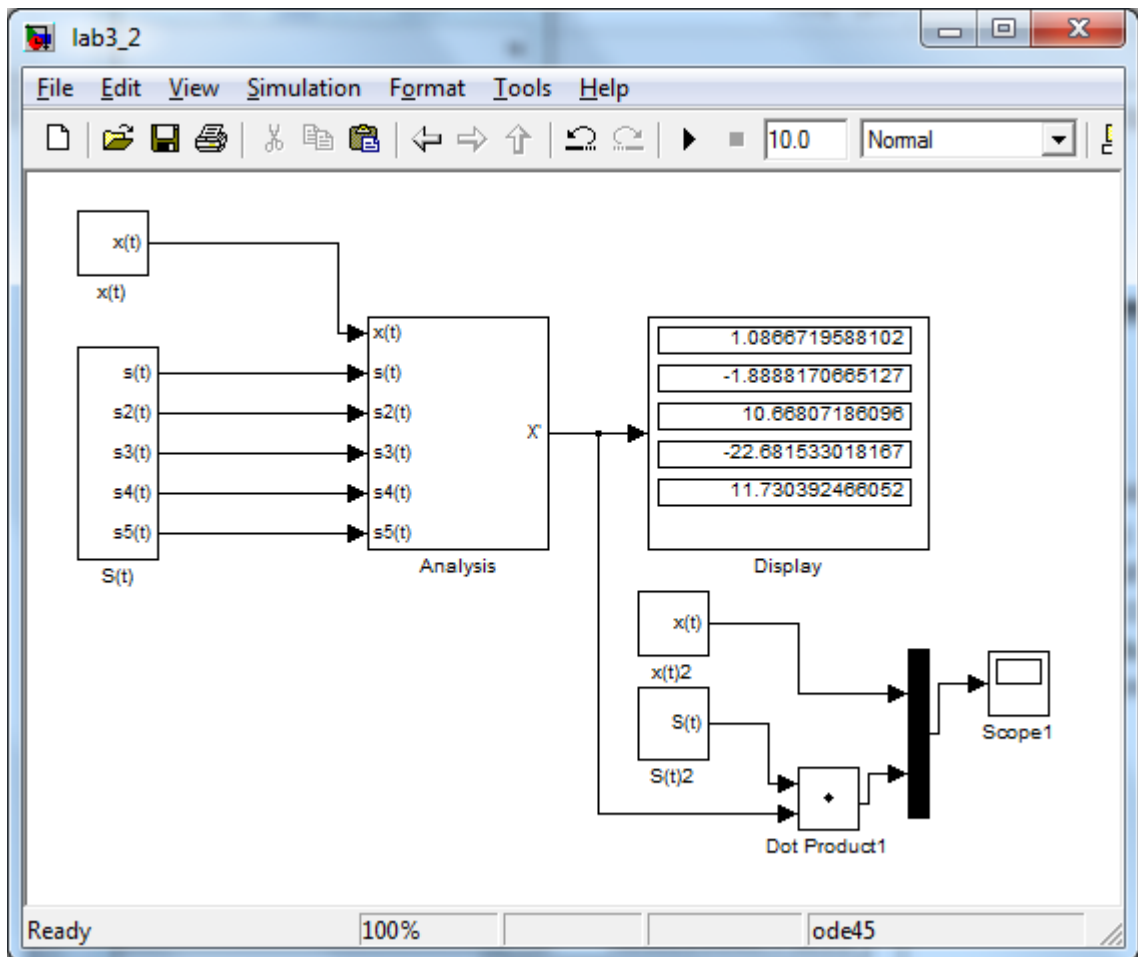 lab3_2
File Edit View Simulation Format Tools Help
10.0 Normal
x(t)
x(t)
s(t)
s2(t)
s3(t)
s4(t)
s5(t)
S(t)
x(t)
s(t)
s2(t)
s3(t)
s4(t)
s5(t)
X'
Analysis
1.0866719588102
-1.8888170665127
10.66807186096
-22.681533018167
11.730392466052
Display
x(t)
x(t)2
S(t)
S(t)2
Dot Product1
Scope1
Ready 100% ode45